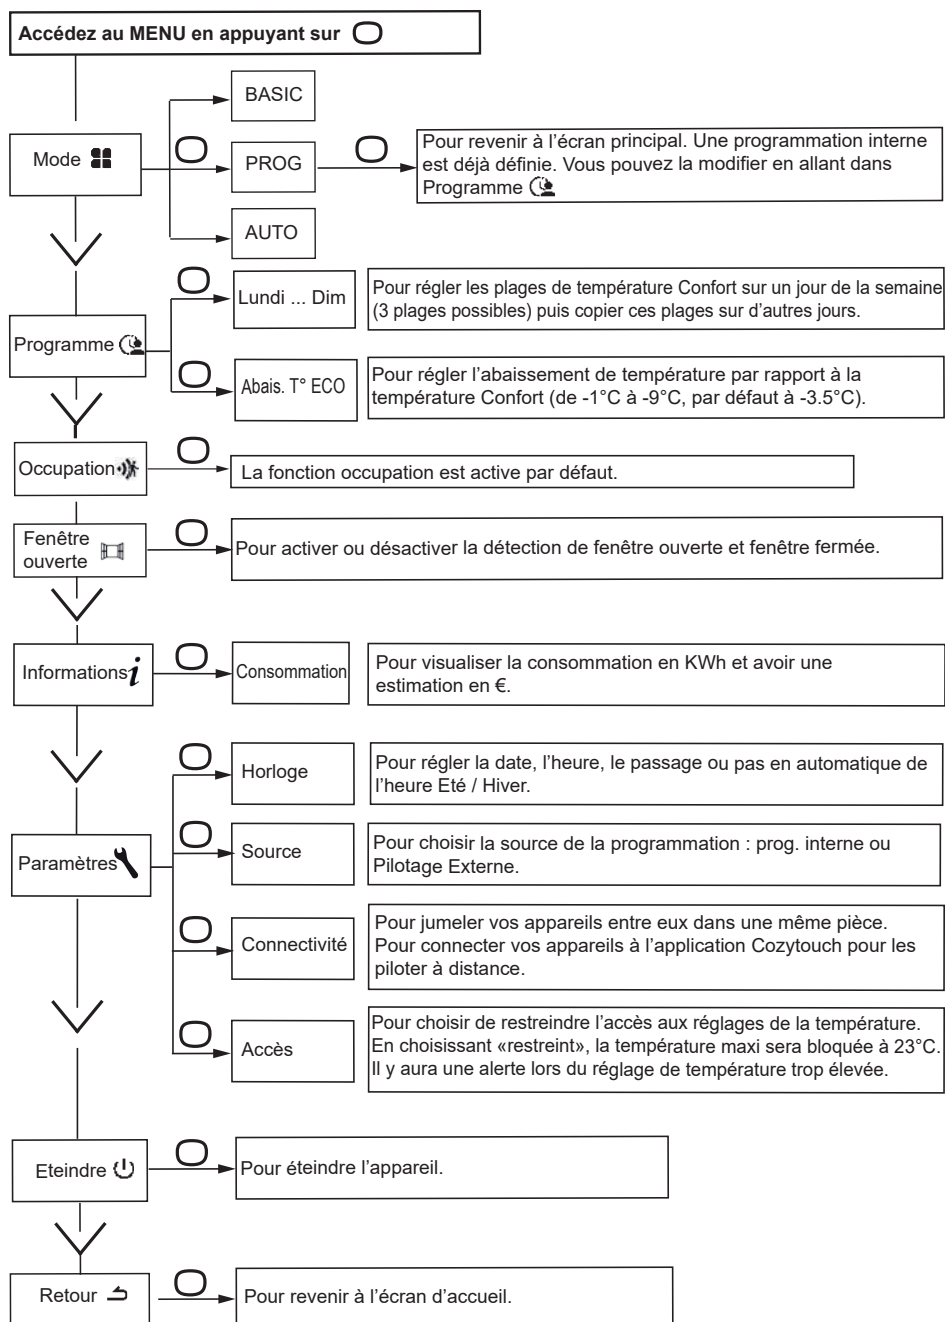 Accédez au MENU en appuyant sur
BASIC
Mode
PROG
Pour revenir à l'écran principal. Une programmation interne
est déjà définie. Vous pouvez la modifier en allant dans
Programme
AUTO
Programme
Lundi ... Dim
Pour régler les plages de température Confort sur un jour de la semaine
(3 plages possibles) puis copier ces plages sur d'autres jours.
Abais. T° ECO
Pour régler l'abaissement de température par rapport à la
température Confort (de -1°C à -9°C, par défaut à -3.5°C).
Occupation
La fonction occupation est active par défaut.
Fenêtre
ouverte
Pour activer ou désactiver la détection de fenêtre ouverte et fenêtre fermée.
Informations
Consommation
Pour visualiser la consommation en KWh et avoir une
estimation en €.
Paramètres
Horloge
Pour régler la date, l'heure, le passage ou pas en automatique de
l'heure Eté / Hiver.
Source
Pour choisir la source de la programmation : prog. interne ou
Pilotage Externe.
Connectivité
Pour jumeler vos appareils entre eux dans une même pièce.
Pour connecter vos appareils à l'application Cozytouch pour les
piloter à distance.
Accès
Pour choisir de restreindre l'accès aux réglages de la température.
En choisissant «restreint», la température maxi sera bloquée à 23°C.
Il y aura une alerte lors du réglage de température trop élevée.
Eteindre
Pour éteindre l'appareil.
Retour
Pour revenir à l'écran d'accueil.